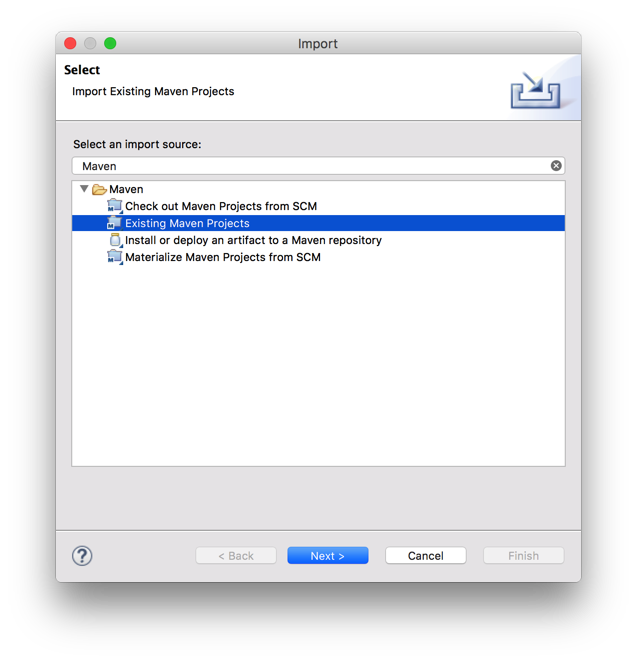 Import
Select
Import Existing Maven Projects
Select an import source:
Maven
Maven
Check out Maven Projects from SCM
Existing Maven Projects
Install or deploy an artifact to a Maven repository
Materialize Maven Projects from SCM
? < Back Next > Cancel Finish